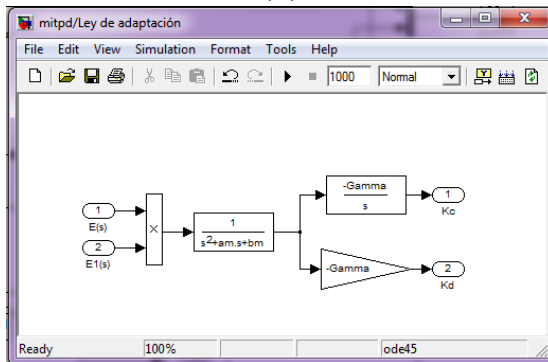 mitpd/Ley de adaptación
File Edit View Simulation Format Tools Help
1000 Normal
1
E(s)
2
E1(s)
×
1
s2+am.s+bm
-Gamma
s
1
Kc
-Gamma
2
Kd
Ready 100% ode45